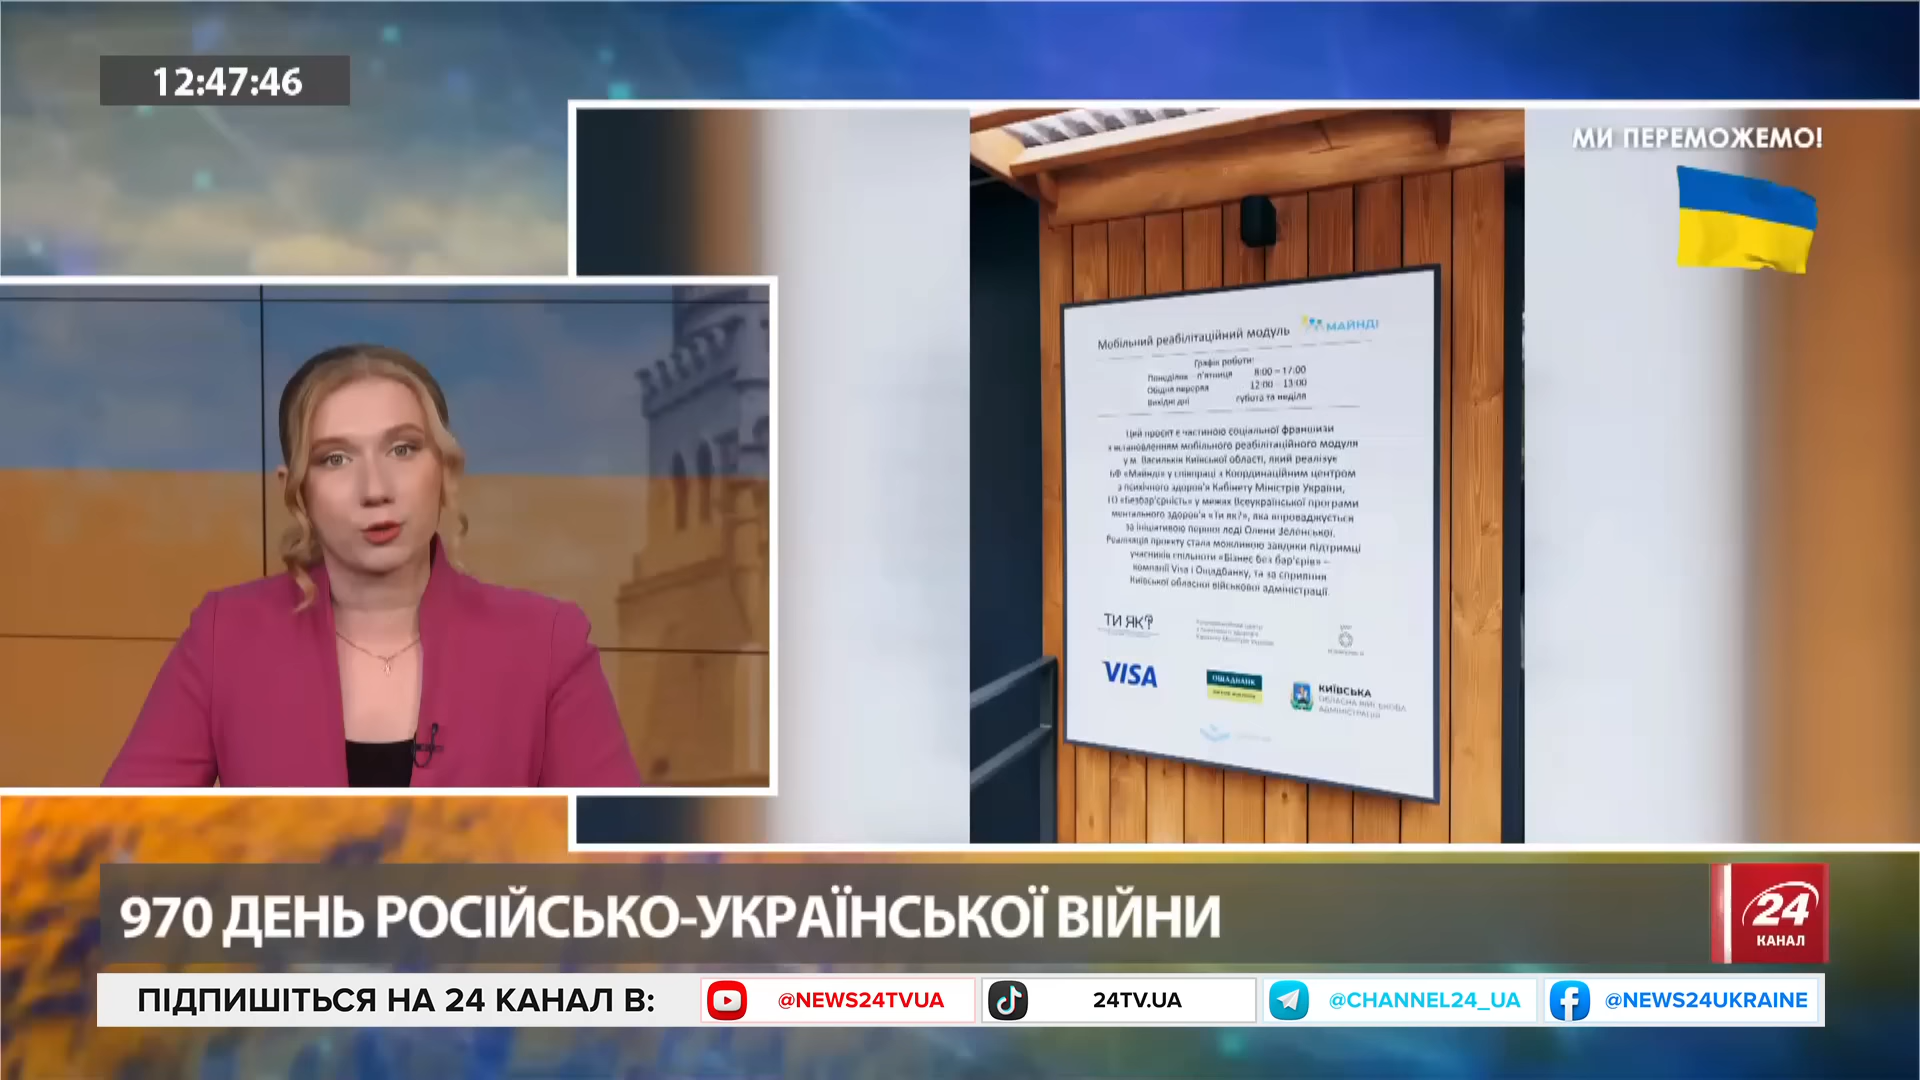 12:47:46
МИ ПЕРЕМОЖЕМО!
Мобільний реабілітаційний модуль
МАЙНДІ
Графік роботи:
Понеділок - п'ятниця 8:00 – 17:00
Обідня перерва 12:00 – 13:00
Вихідні дні субота та неділя
Цей проєкт є частиною соціальної франшизи
з встановленням мобільного реабілітаційного модуля
у м. Васильків Київської області, який реалізує
БФ «Майнді» у співпраці з Координаційним центром
з психічного здоров'я Кабінету Міністрів України,
ГО «Безбар'єрність» у межах Всеукраїнської програми
ментального здоров'я «Ти як?», яка впроваджується
за ініціативою першої леді Олени Зеленської.
Реалізація проєкту стала можливою завдяки підтримці
учасників спільноти «Бізнес без бар'єрів» –
компанії Visa і Ощадбанку, та за сприяння
Київської обласної військової адміністрації.
ТИ ЯК?
VISA
ОЩАДБАНК
КИЇВСЬКА
ОБЛАСНА ВІЙСЬКОВА
АДМІНІСТРАЦІЯ
970 ДЕНЬ РОСІЙСЬКО-УКРАЇНСЬКОЇ ВІЙНИ
24
КАНАЛ
ПІДПИШІТЬСЯ НА 24 КАНАЛ В:
@NEWS24TVUA
24TV.UA
@CHANNEL24_UA
@NEWS24UKRAINE